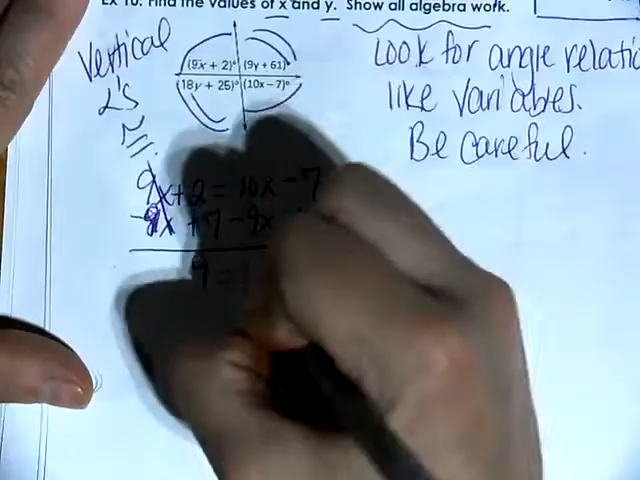 Find the values of x and y. Show all algebra work.
Vertical
∠'s
≅
(9x + 2)° (9y + 61)°
(18y + 25)° (10x − 7)°
Look for angle
like variables.
Be careful.
9x + 2 = 10x − 7
-9x + 7 - 9x
9 =